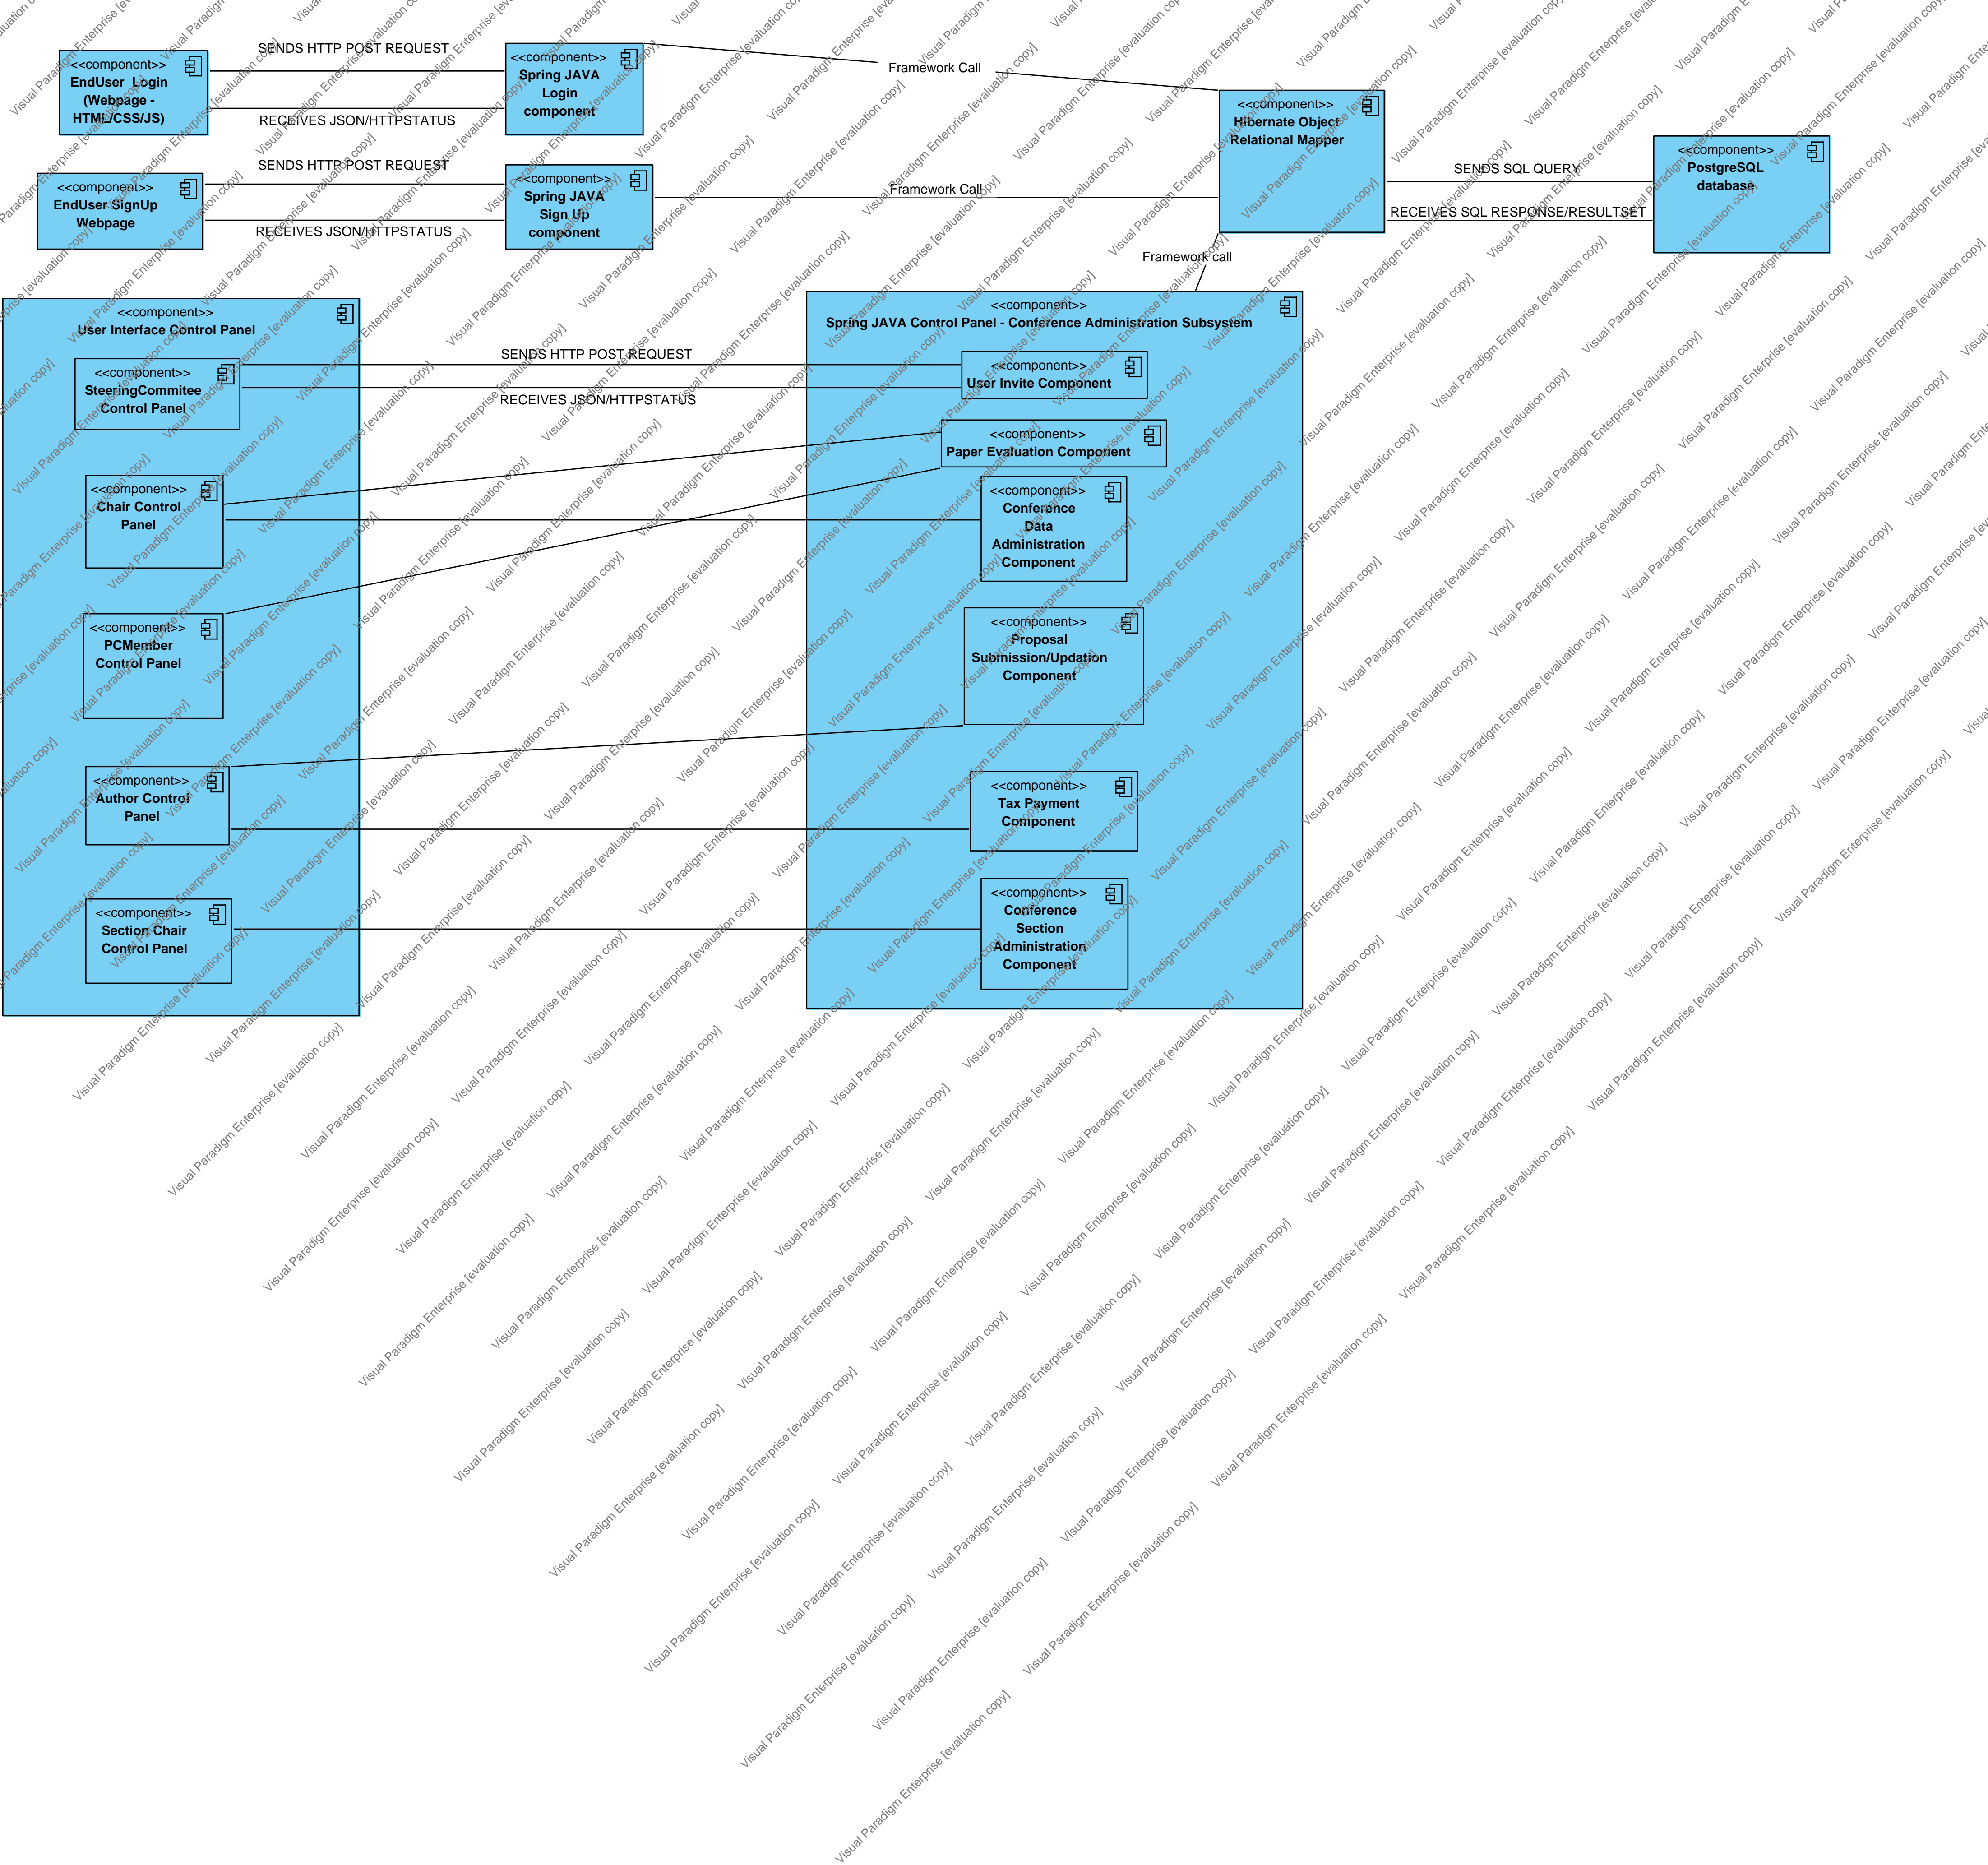 <<component>>
EndUser Login
(Webpage -
HTML/CSS/JS)
SENDS HTTP POST REQUEST
RECEIVES JSON/HTTPSTATUS
<<component>>
Spring JAVA
Login
component
Framework Call
<<component>>
Hibernate Object
Relational Mapper
<<component>>
EndUser SignUp
Webpage
SENDS HTTP POST REQUEST
RECEIVES JSON/HTTPSTATUS
<<component>>
Spring JAVA
Sign Up
component
Framework Call
SENDS SQL QUERY
RECEIVES SQL RESPONSE/RESULTSET
<<component>>
PostgreSQL
database
Framework call
<<component>>
User Interface Control Panel
<<component>>
SteeringCommitee
Control Panel
<<component>>
Chair Control
Panel
<<component>>
PCMember
Control Panel
<<component>>
Author Control
Panel
<<component>>
Section Chair
Control Panel
SENDS HTTP POST REQUEST
RECEIVES JSON/HTTPSTATUS
<<component>>
Spring JAVA Control Panel - Conference Administration Subsystem
<<component>>
User Invite Component
<<component>>
Paper Evaluation Component
<<component>>
Conference
Data
Administration
Component
<<component>>
Proposal
Submission/Updation
Component
<<component>>
Tax Payment
Component
<<component>>
Conference
Section
Administration
Component
Visual Paradigm Enterprise [evaluation copy]